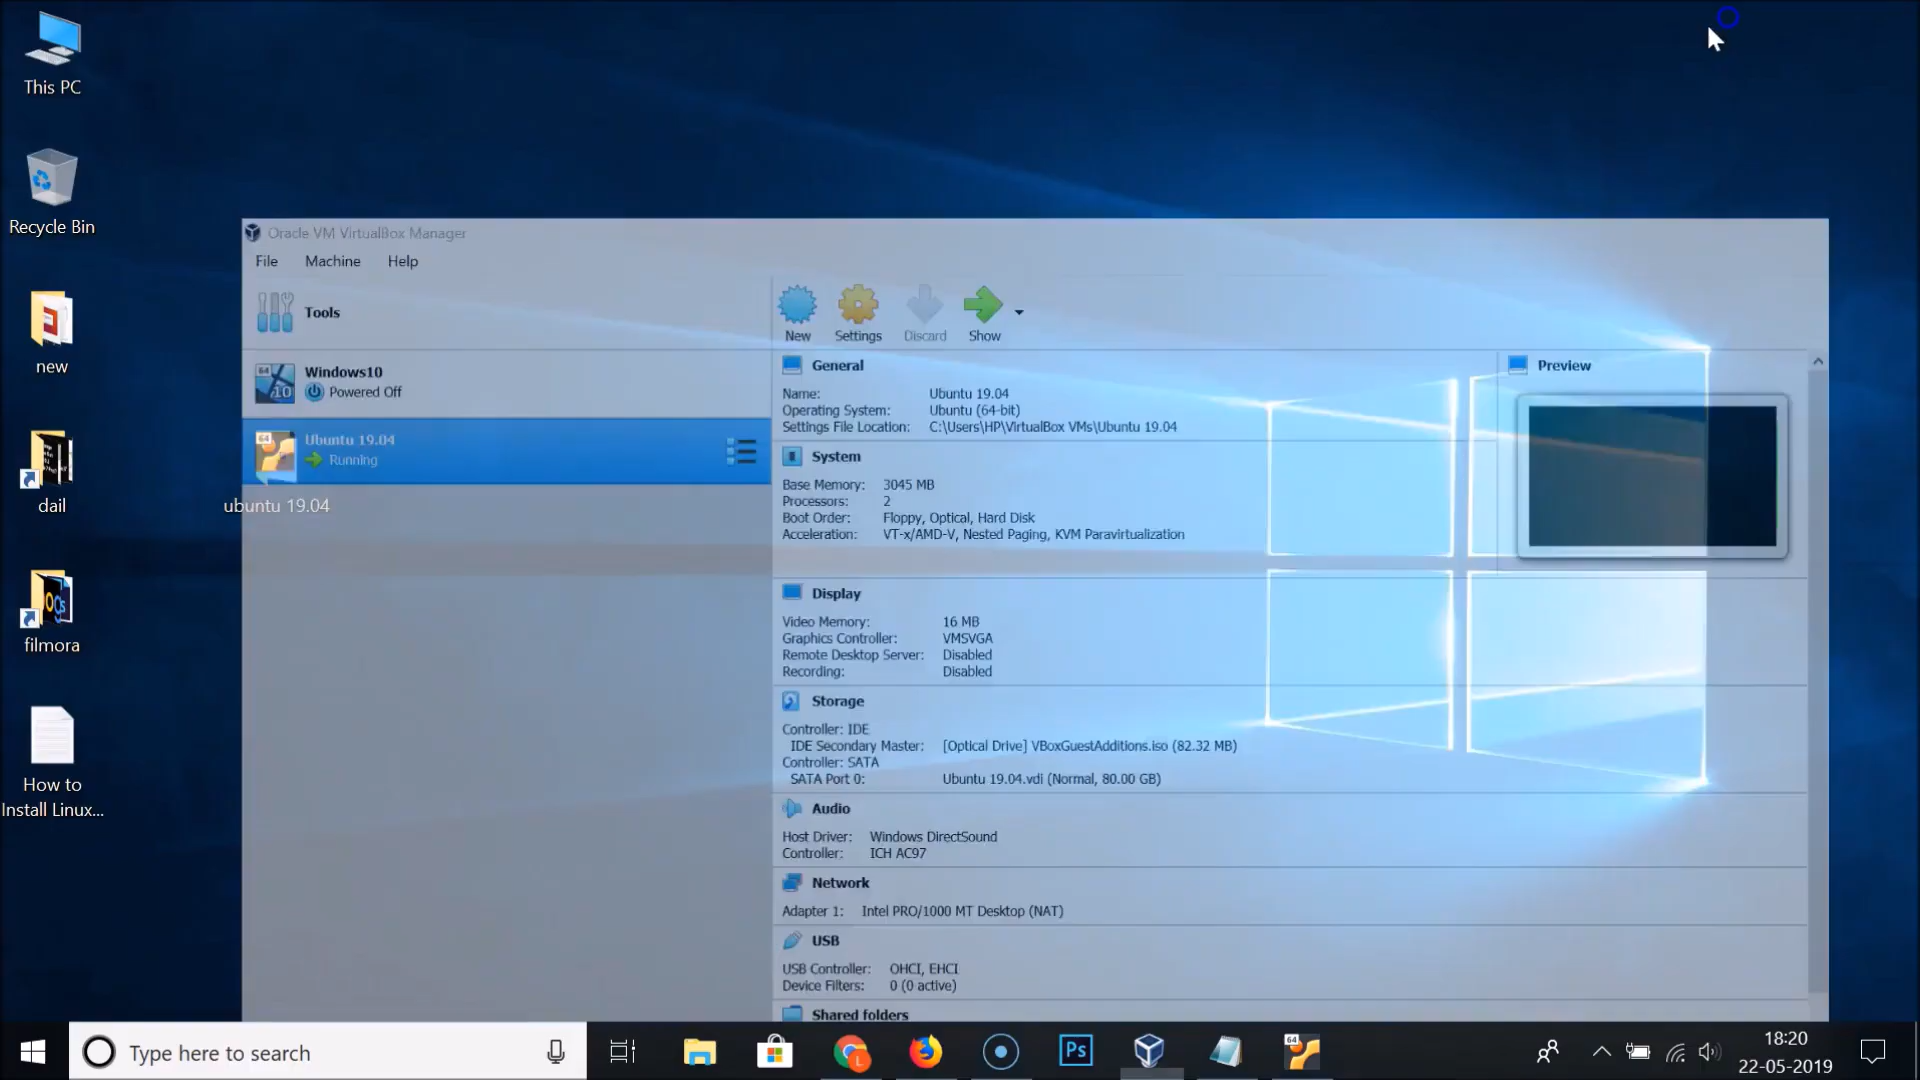 This PC
Recycle Bin
new
dail
filmora
How to
Install Linux...
ubuntu 19.04
Oracle VM VirtualBox Manager
File Machine Help
Tools
New Settings Discard Show
64
10
Windows10
Powered Off
64
Ubuntu 19.04
Running
General
Name: Ubuntu 19.04
Operating System: Ubuntu (64-bit)
Settings File Location: C:\Users\HP\VirtualBox VMs\Ubuntu 19.04
System
Base Memory: 3045 MB
Processors: 2
Boot Order: Floppy, Optical, Hard Disk
Acceleration: VT-x/AMD-V, Nested Paging, KVM Paravirtualization
Preview
Display
Video Memory: 16 MB
Graphics Controller: VMSVGA
Remote Desktop Server: Disabled
Recording: Disabled
Storage
Controller: IDE
IDE Secondary Master: [Optical Drive] VBoxGuestAdditions.iso (82.32 MB)
Controller: SATA
SATA Port 0: Ubuntu 19.04.vdi (Normal, 80.00 GB)
Audio
Host Driver: Windows DirectSound
Controller: ICH AC97
Network
Adapter 1: Intel PRO/1000 MT Desktop (NAT)
USB
USB Controller: OHCI, EHCI
Device Filters: 0 (0 active)
Shared folders
Type here to search
L
Ps
64
18:20
22-05-2019